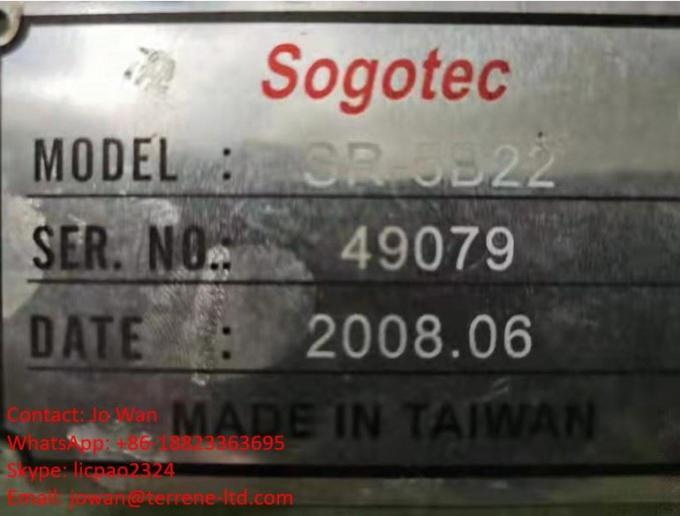 Sogotec
MODEL : SR-5B22
SER. NO.: 49079
DATE : 2008.06
MADE IN TAIWAN
Contact: Jo Wan
WhatsApp: +86-18823363695
Skype: licpao2324
Email: jowan@terrene-ltd.com